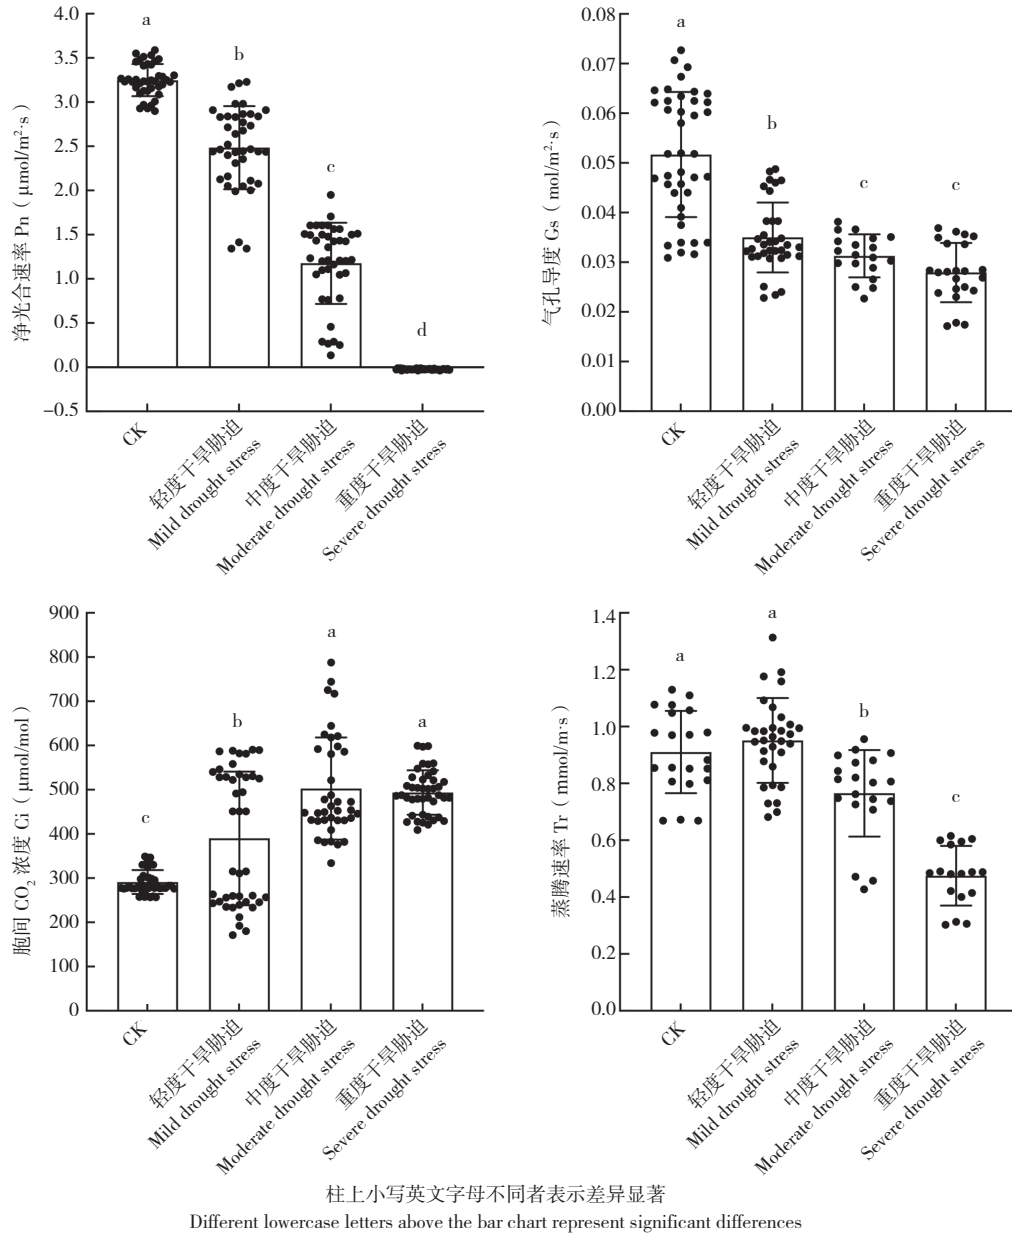 净光合速率 Pn（μmol/m²·s）
4.0
3.5
3.0
2.5
2.0
1.5
1.0
0.5
0.0
–0.5
a
b
c
d
CK
轻度干旱胁迫
Mild drought stress
中度干旱胁迫
Moderate drought stress
重度干旱胁迫
Severe drought stress
气孔导度 Gs（mol/m²·s）
0.08
0.07
0.06
0.05
0.04
0.03
0.02
0.01
0.00
a
b
c
c
CK
轻度干旱胁迫
Mild drought stress
中度干旱胁迫
Moderate drought stress
重度干旱胁迫
Severe drought stress
胞间 CO₂ 浓度 Ci（μmol/mol）
900
800
700
600
500
400
300
200
100
0
c
b
a
a
CK
轻度干旱胁迫
Mild drought stress
中度干旱胁迫
Moderate drought stress
重度干旱胁迫
Severe drought stress
蒸腾速率 Tr（mmol/m·s）
1.4
1.2
1.0
0.8
0.6
0.4
0.2
0.0
a
a
b
c
CK
轻度干旱胁迫
Mild drought stress
中度干旱胁迫
Moderate drought stress
重度干旱胁迫
Severe drought stress
柱上小写英文字母不同者表示差异显著
Different lowercase letters above the bar chart represent significant differences